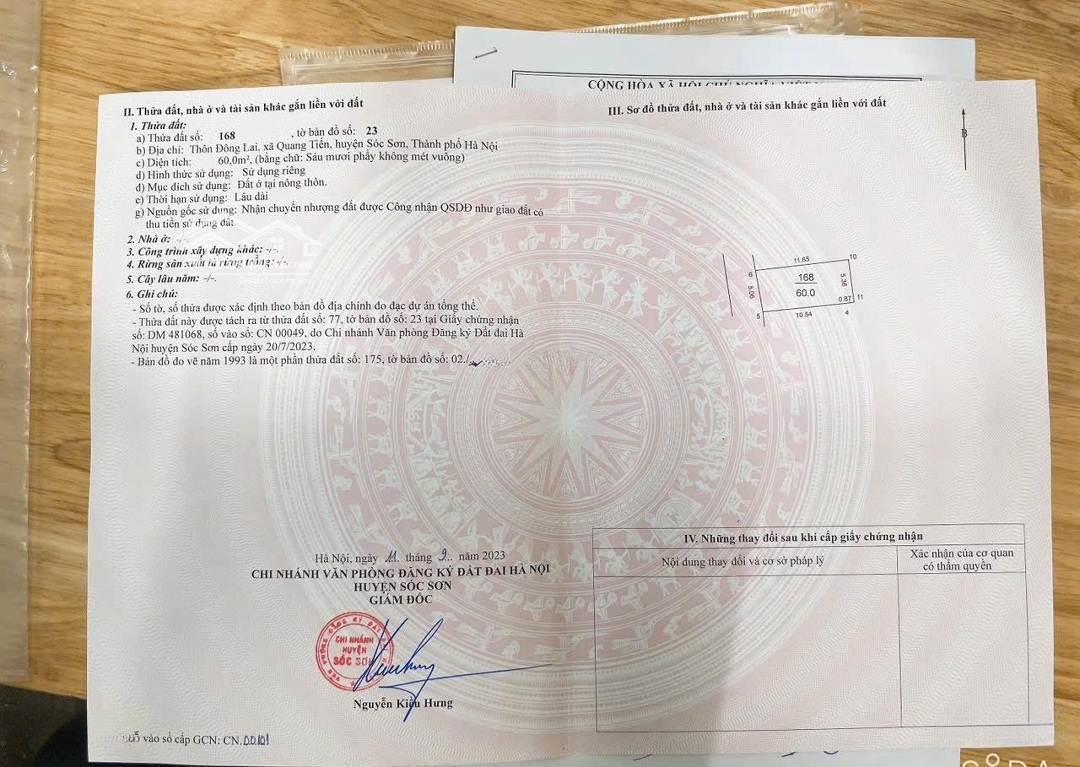 CỘNG HÒA XÃ HỘI CHỦ NGHĨA VIỆT
II. Thửa đất, nhà ở và tài sản khác gắn liền với đất
1. Thửa đất:
a) Thửa đất số: 168 , tờ bản đồ số: 23
b) Địa chỉ: Thôn Đông Lai, xã Quang Tiến, huyện Sóc Sơn, Thành phố Hà Nội
c) Diện tích: 60,0m², (bằng chữ: Sáu mươi phẩy không mét vuông)
d) Hình thức sử dụng: Sử dụng riêng
đ) Mục đích sử dụng: Đất ở tại nông thôn.
e) Thời hạn sử dụng: Lâu dài
g) Nguồn gốc sử dụng: Nhận chuyển nhượng đất được Công nhận QSDĐ như giao đất có
thu tiền sử dụng đất.
2. Nhà ở: -/-.
3. Công trình xây dựng khác: -/-.
4. Rừng sản xuất là rừng trồng: -/-.
5. Cây lâu năm: -/-.
6. Ghi chú:
- Số tờ, số thửa được xác định theo bản đồ địa chính đo đạc dự án tổng thể.
- Thửa đất này được tách ra từ thửa đất số: 77, tờ bản đồ số: 23 tại Giấy chứng nhận
số: DM 481068, số vào sổ: CN 00049, do Chi nhánh Văn phòng Đăng ký Đất đai Hà
Nội huyện Sóc Sơn cấp ngày 20/7/2023.
- Bản đồ đo vẽ năm 1993 là một phần thửa đất số: 175, tờ bản đồ số: 02./.
Hà Nội, ngày 11 tháng 9 năm 2023
CHI NHÁNH VĂN PHÒNG ĐĂNG KÝ ĐẤT ĐAI HÀ NỘI
HUYỆN SÓC SƠN
GIÁM ĐỐC
CHI NHÁNH
HUYỆN
SÓC SƠN
Nguyễn Kiều Hưng
Số vào sổ cấp GCN: CN.00101
III. Sơ đồ thửa đất, nhà ở và tài sản khác gắn liền với đất
B
11.65
10
6
168
60.0
5.06
5.36
0.87
11
5
10.54
4
IV. Những thay đổi sau khi cấp giấy chứng nhận
Nội dung thay đổi và cơ sở pháp lý
Xác nhận của cơ quan
có thẩm quyền